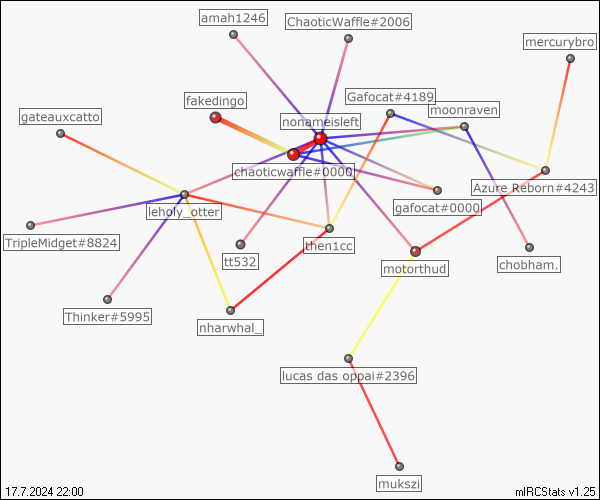 amah1246
ChaoticWaffle#2006
mercurybro
fakedingo
Gafocat#4189
moonraven
gateauxcatto
nonameisleft
chaoticwaffle#0000
Azure Reborn#4243
leholy_otter
gafocat#0000
TripleMidget#8824
tt532
then1cc
motorthud
chobham.
Thinker#5995
nharwhal_
lucas das oppai#2396
mukszi
17.7.2024 22:00
mIRCStats v1.25